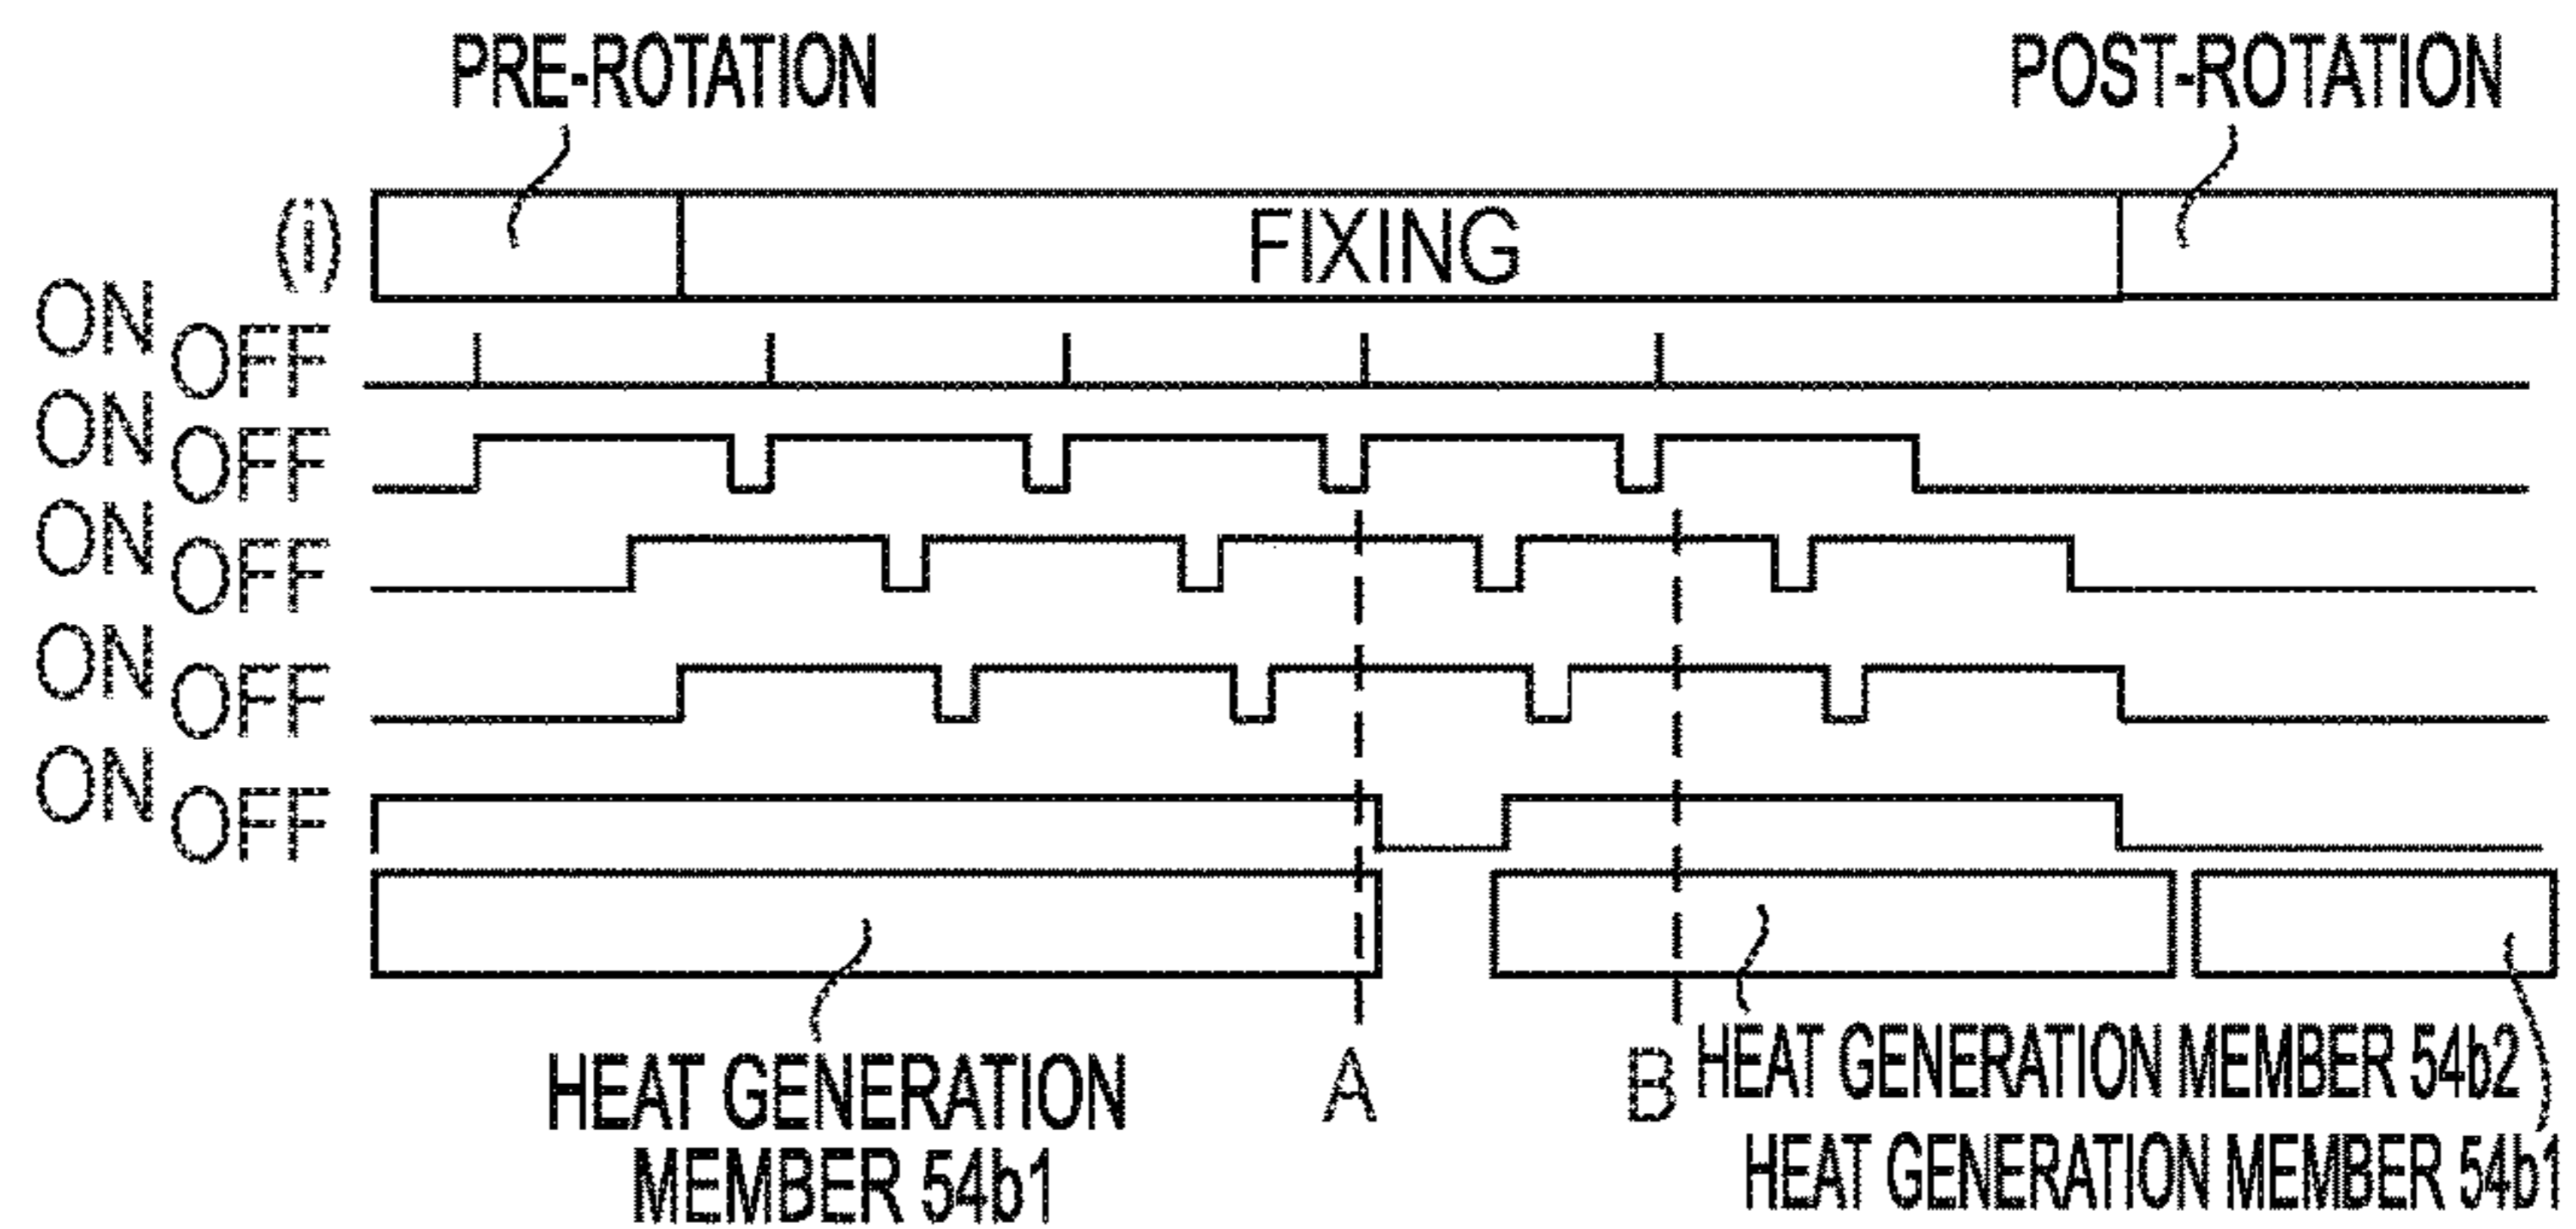 PRE-ROTATION
POST-ROTATION
(i)
FIXING
ON
OFF
ON
OFF
ON
OFF
ON
OFF
ON
OFF
HEAT GENERATION
MEMBER 54b1
A
B
HEAT GENERATION MEMBER 54b2
HEAT GENERATION MEMBER 54b1